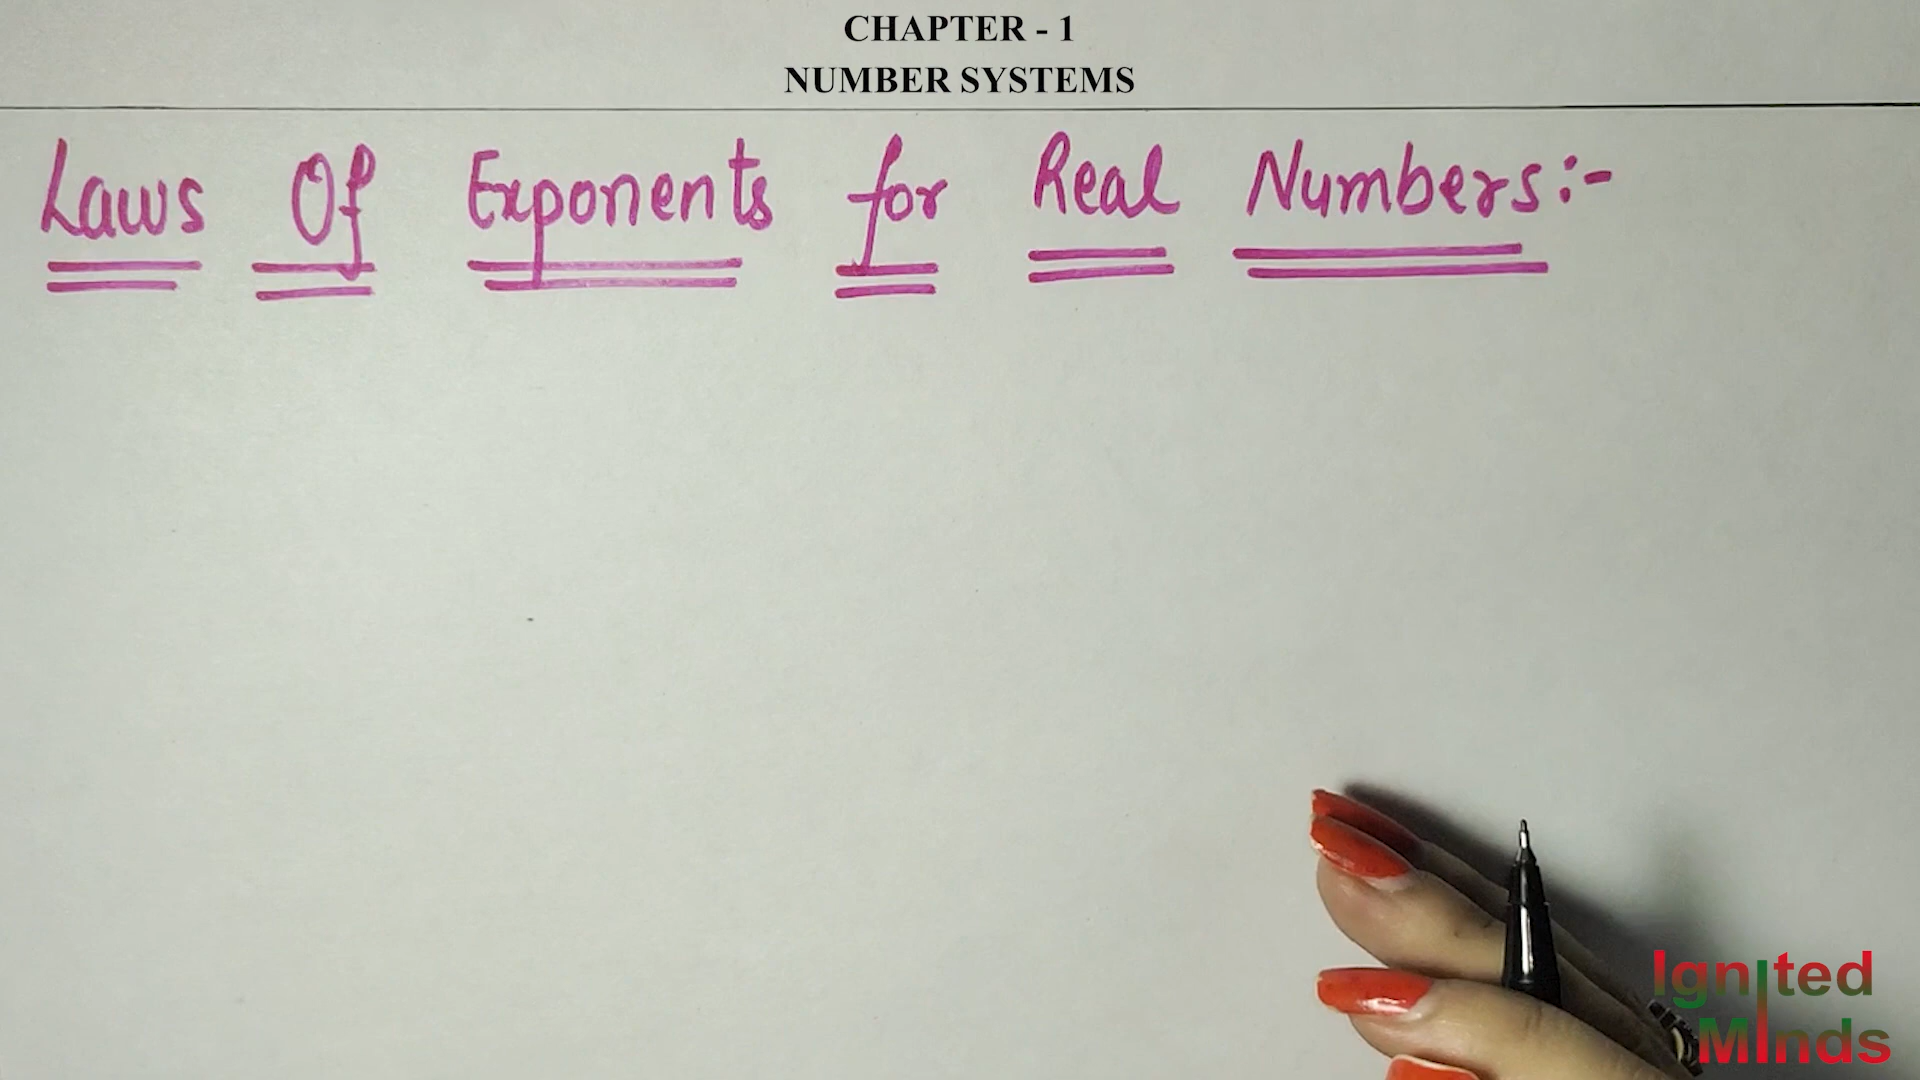 CHAPTER - 1
NUMBER SYSTEMS
Laws Of Exponents for Real Numbers:-
Ignited
Minds